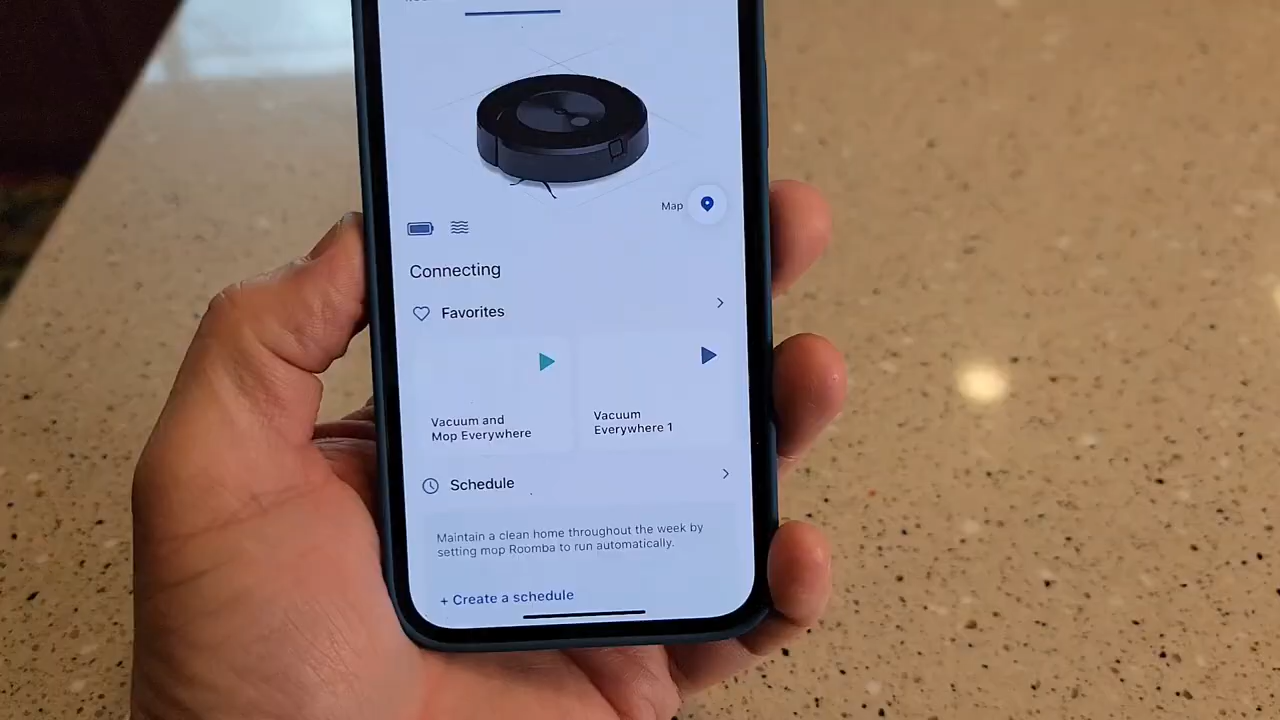 Map
Connecting
Favorites
Vacuum and
Mop Everywhere
Vacuum
Everywhere 1
Schedule
Maintain a clean home throughout the week by
setting mop Roomba to run automatically.
+ Create a schedule